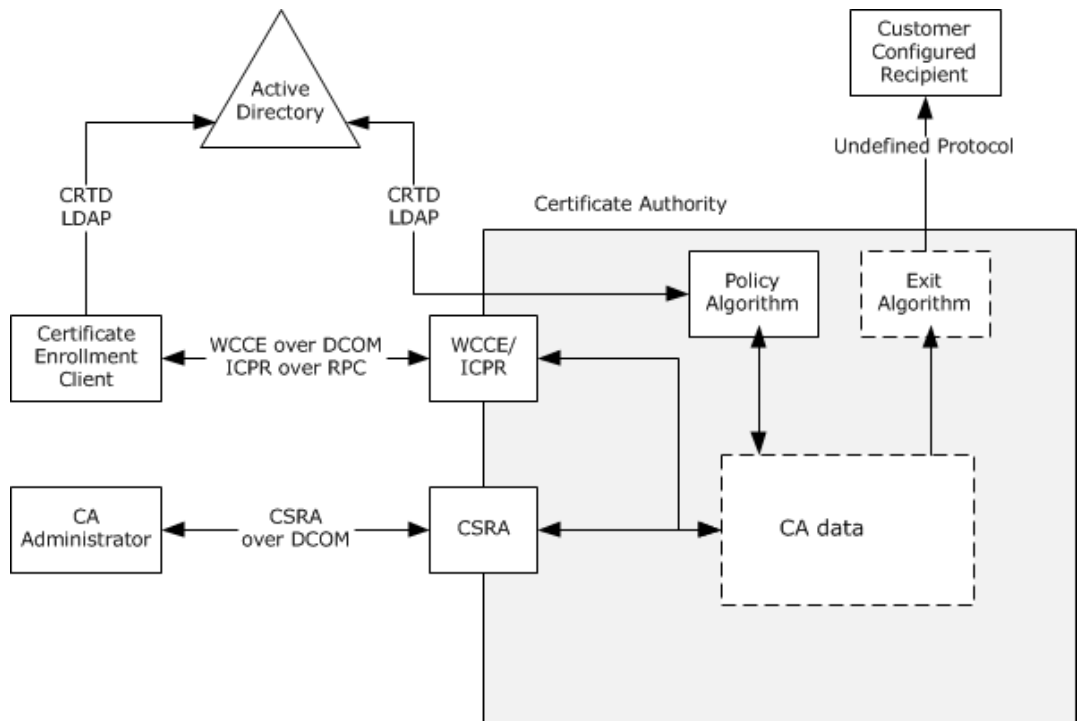 Customer
Configured
Recipient
Active
Directory
Undefined Protocol
CRTD
LDAP
CRTD
LDAP
Certificate Authority
Policy
Algorithm
Exit
Algorithm
Certificate
Enrollment
Client
WCCE over DCOM
ICPR over RPC
WCCE/
ICPR
CA
Administrator
CSRA
over DCOM
CSRA
CA data